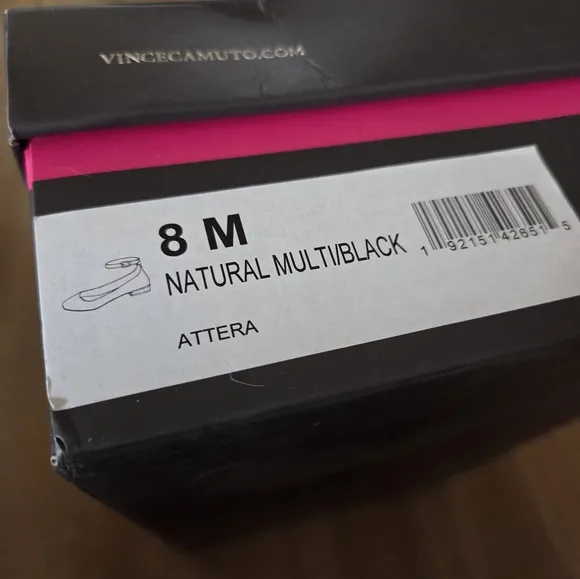 VINCECAMUTO.COM
8 M
NATURAL MULTI/BLACK
1 92151 42651 5
ATTERA